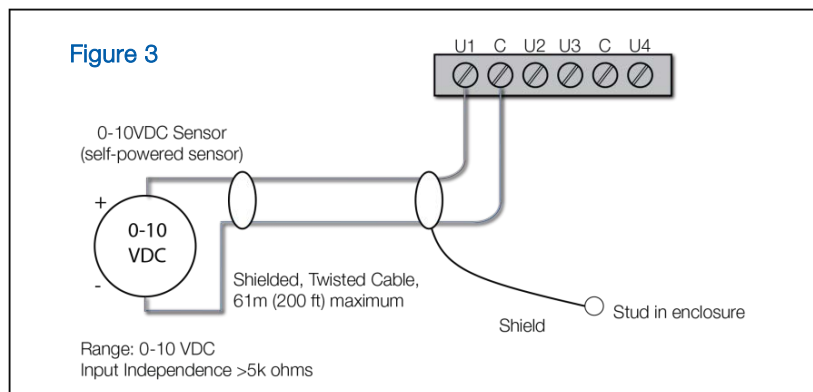 Figure 3
U1 C U2 U3 C U4
0-10VDC Sensor
(self-powered sensor)
+
0-10
VDC
-
Shielded, Twisted Cable,
61m (200 ft) maximum
Shield
Stud in enclosure
Range: 0-10 VDC
Input Independence >5k ohms